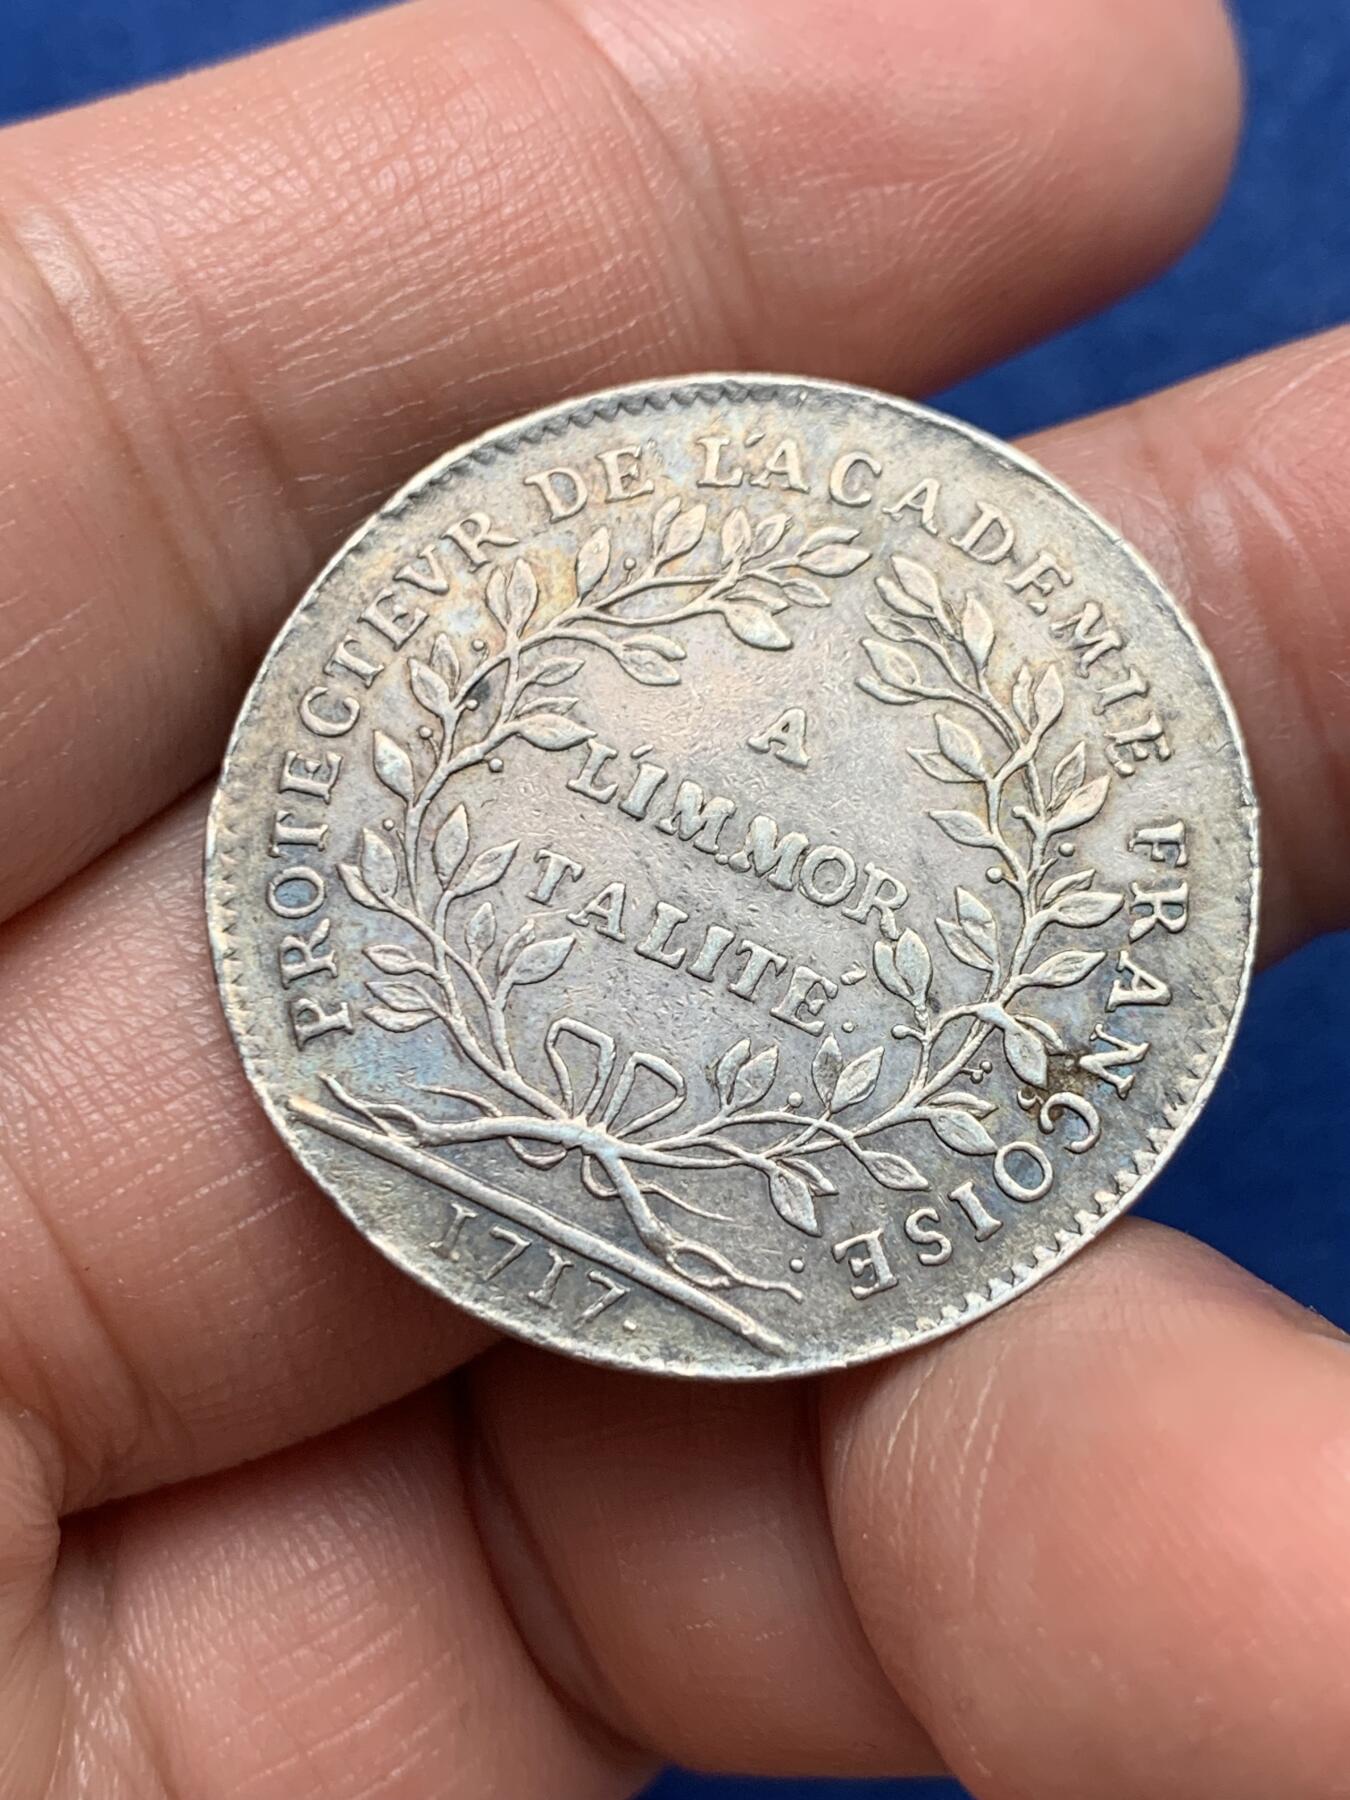 PROTECTEVR DE L'ACADEMIE FRANÇOISE .
A
L'IMMOR
TALITÉ.
1717.